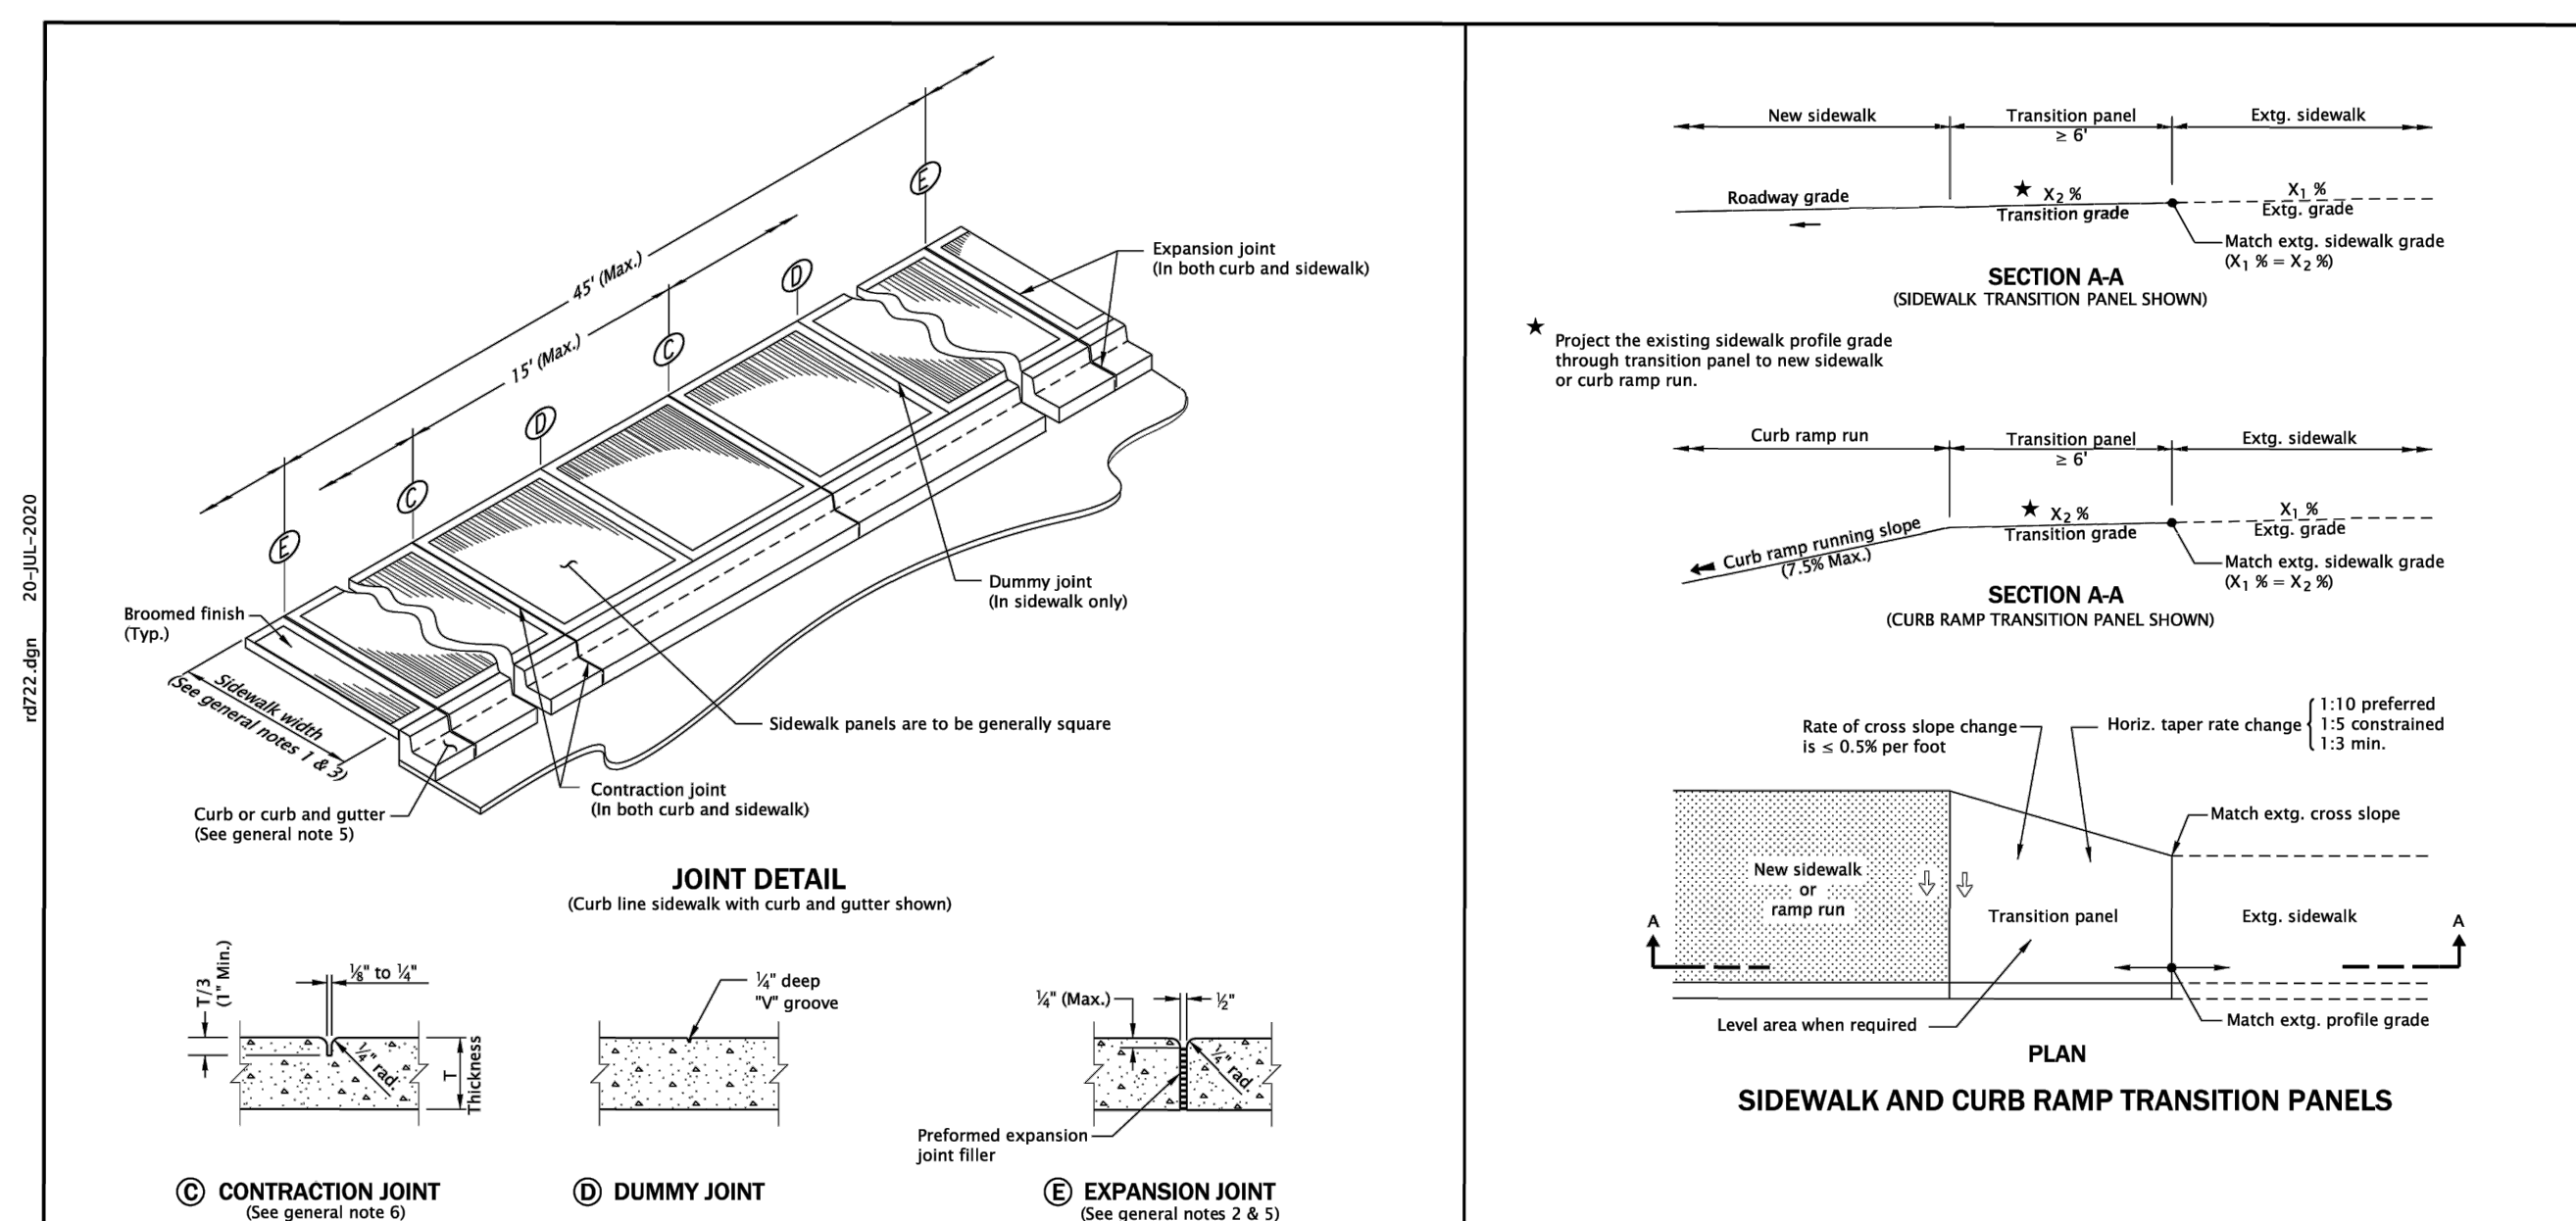 rd722.dgn 20-JUL-2020
45' (Max.)
15' (Max.)
E
C
D
C
D
E
Expansion joint
(In both curb and sidewalk)
Dummy joint
(In sidewalk only)
Broomed finish
(Typ.)
Sidewalk width
(See general notes 1 & 3)
Sidewalk panels are to be generally square
Contraction joint
(In both curb and sidewalk)
Curb or curb and gutter
(See general note 5)
JOINT DETAIL
(Curb line sidewalk with curb and gutter shown)
T/3
(1" Min.)
⅛" to ¼"
¼" rad.
T
Thickness
C CONTRACTION JOINT
(See general note 6)
¼" deep
"V" groove
D DUMMY JOINT
¼" (Max.)
½"
¼" rad.
Preformed expansion
joint filler
E EXPANSION JOINT
(See general notes 2 & 5)
New sidewalk
Transition panel
≥ 6'
Extg. sidewalk
Roadway grade
★ X₂ %
Transition grade
X₁ %
Extg. grade
Match extg. sidewalk grade
(X₁ % = X₂ %)
SECTION A-A
(SIDEWALK TRANSITION PANEL SHOWN)
★ Project the existing sidewalk profile grade
through transition panel to new sidewalk
or curb ramp run.
Curb ramp run
Transition panel
≥ 6'
Extg. sidewalk
Curb ramp running slope
(7.5% Max.)
★ X₂ %
Transition grade
X₁ %
Extg. grade
Match extg. sidewalk grade
(X₁ % = X₂ %)
SECTION A-A
(CURB RAMP TRANSITION PANEL SHOWN)
Rate of cross slope change
is ≤ 0.5% per foot
Horiz. taper rate change
1:10 preferred
1:5 constrained
1:3 min.
Match extg. cross slope
New sidewalk
or
ramp run
Transition panel
Extg. sidewalk
A
A
Level area when required
Match extg. profile grade
PLAN
SIDEWALK AND CURB RAMP TRANSITION PANELS